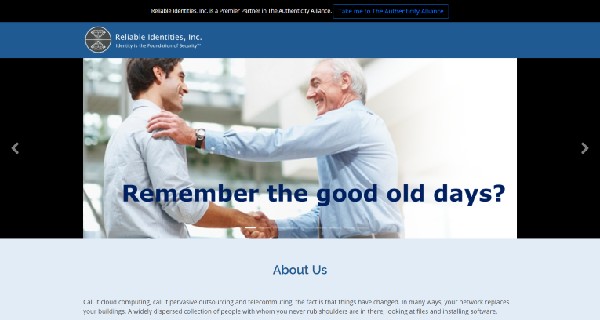 Reliable Identities, Inc. is a Premier Partner in The Authenticity Alliance.
Take me to The Authenticity Alliance
Reliable Identities, Inc.
Identity is the Foundation of Security™
Remember the good old days?
About Us
Call it cloud computing, call it pervasive outsourcing and telecommuting, the fact is that things have changed. In many ways, your network replaces
your buildings. A widely dispersed collection of people with whom you never rub shoulders are in there, looking at files and installing software.